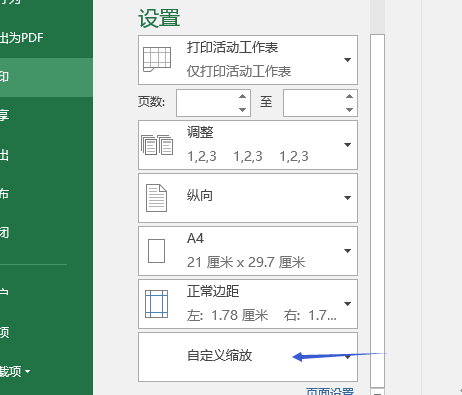 设置
打印活动工作表
仅打印活动工作表
页数:
至
调整
1,2,3 1,2,3 1,2,3
纵向
A4
21 厘米 x 29.7 厘米
正常边距
左: 1.78 厘米 右: 1.7...
自定义缩放
页面设置
出为PDF
印
享
出
布
闭
户
项
载项